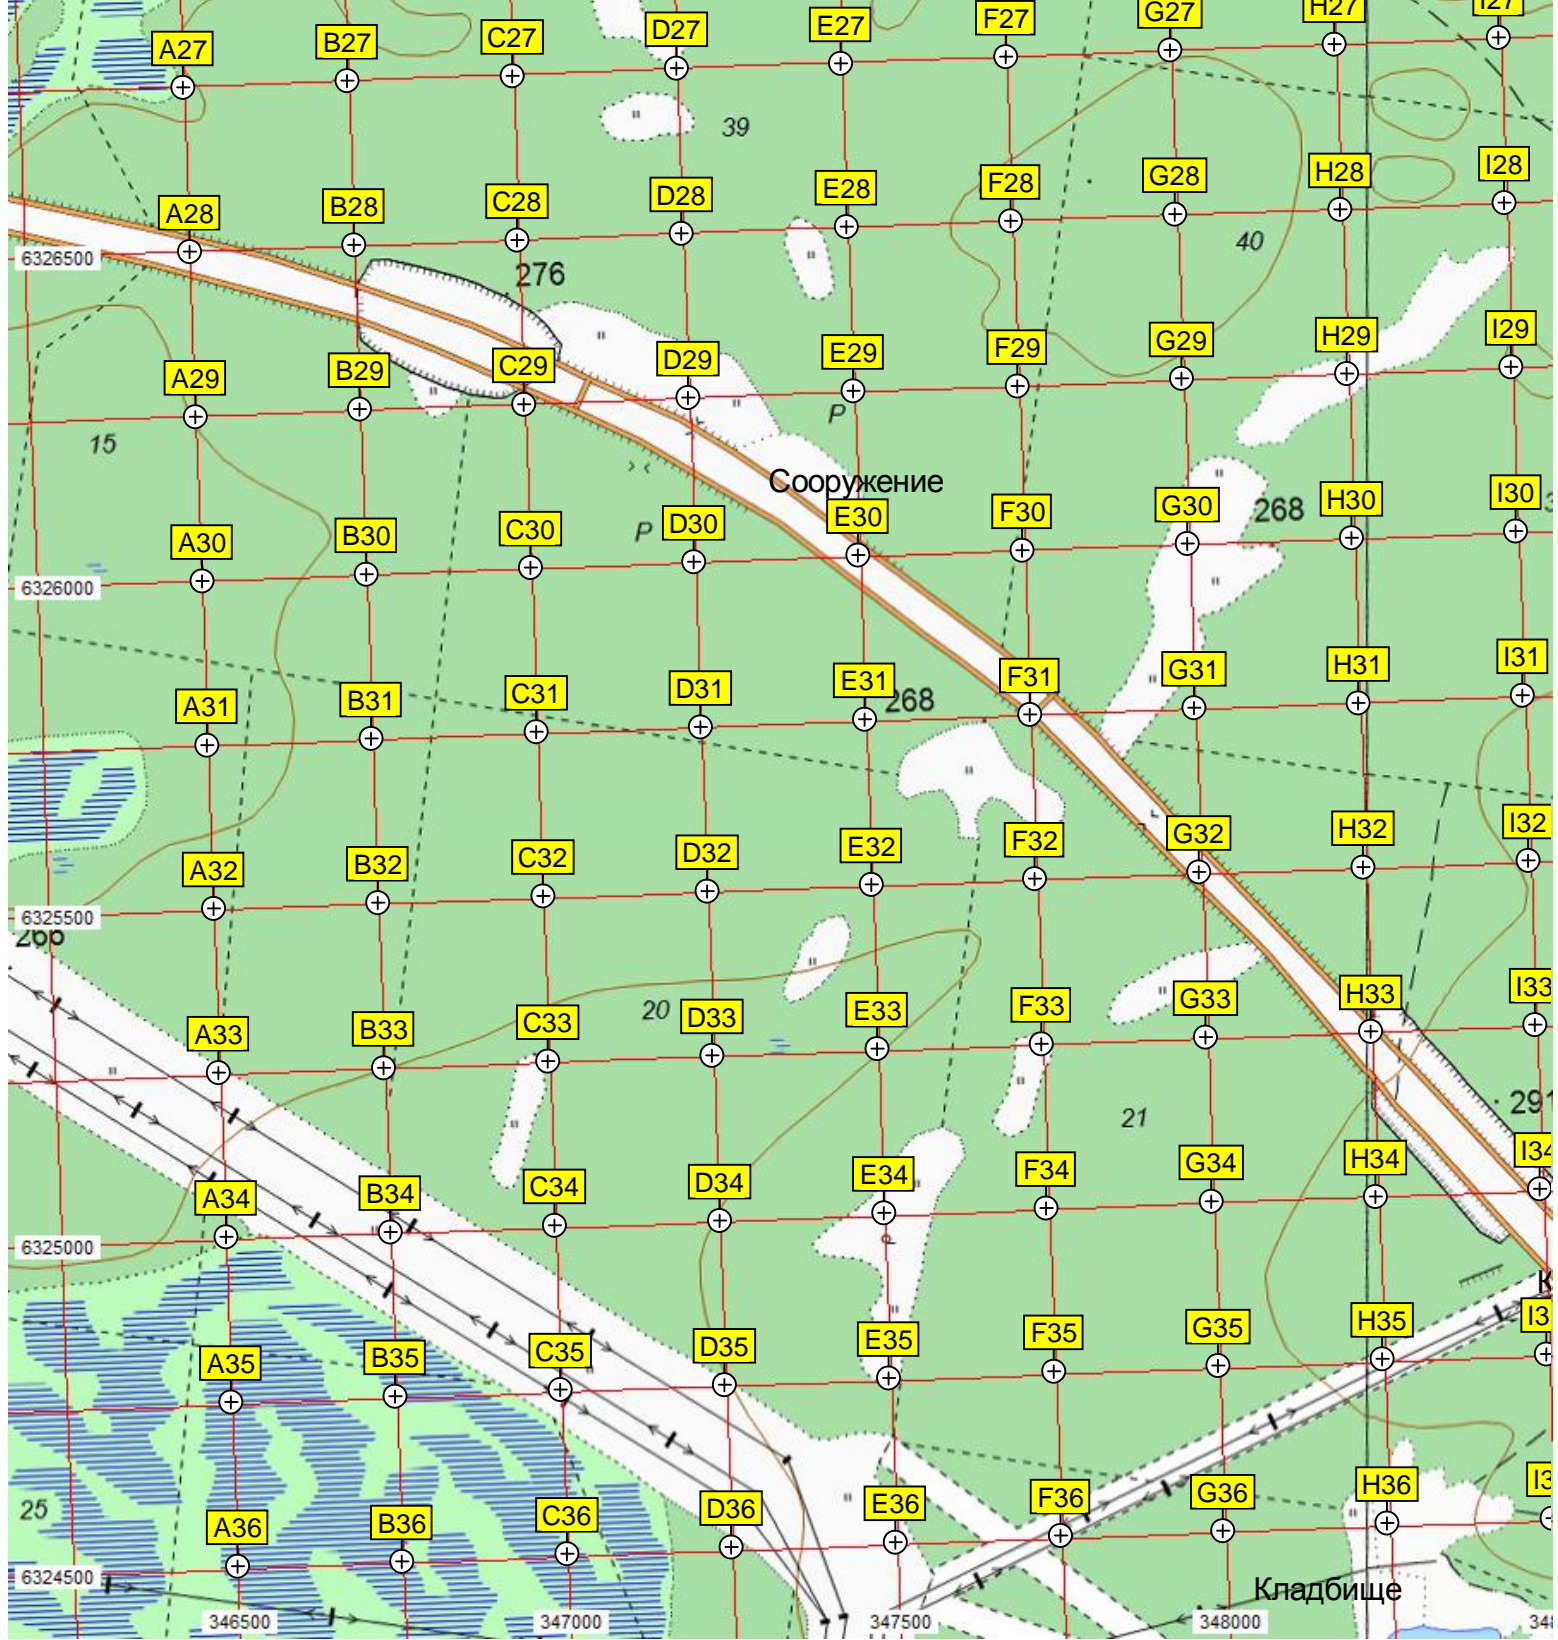 A27 B27 C27 D27 E27 F27 G27 H27 I27
39
A28 B28 C28 D28 E28 F28 G28 H28 I28
40
6326500
276
A29 B29 C29 D29 E29 F29 G29 H29 I29
P
15
Сооружение
268
A30 B30 C30 D30 E30 F30 G30 H30 I30
P
6326000
A31 B31 C31 D31 E31 F31 G31 H31 I31
268
A32 B32 C32 D32 E32 F32 G32 H32 I32
6325500
266
20
A33 B33 C33 D33 E33 F33 G33 H33 I33
21
291
A34 B34 C34 D34 E34 F34 G34 H34 I34
P
6325000
К
A35 B35 C35 D35 E35 F35 G35 H35 I3
25
A36 B36 C36 D36 E36 F36 G36 H36 I3
6324500
Кладбище
346500 347000 347500 348000 348